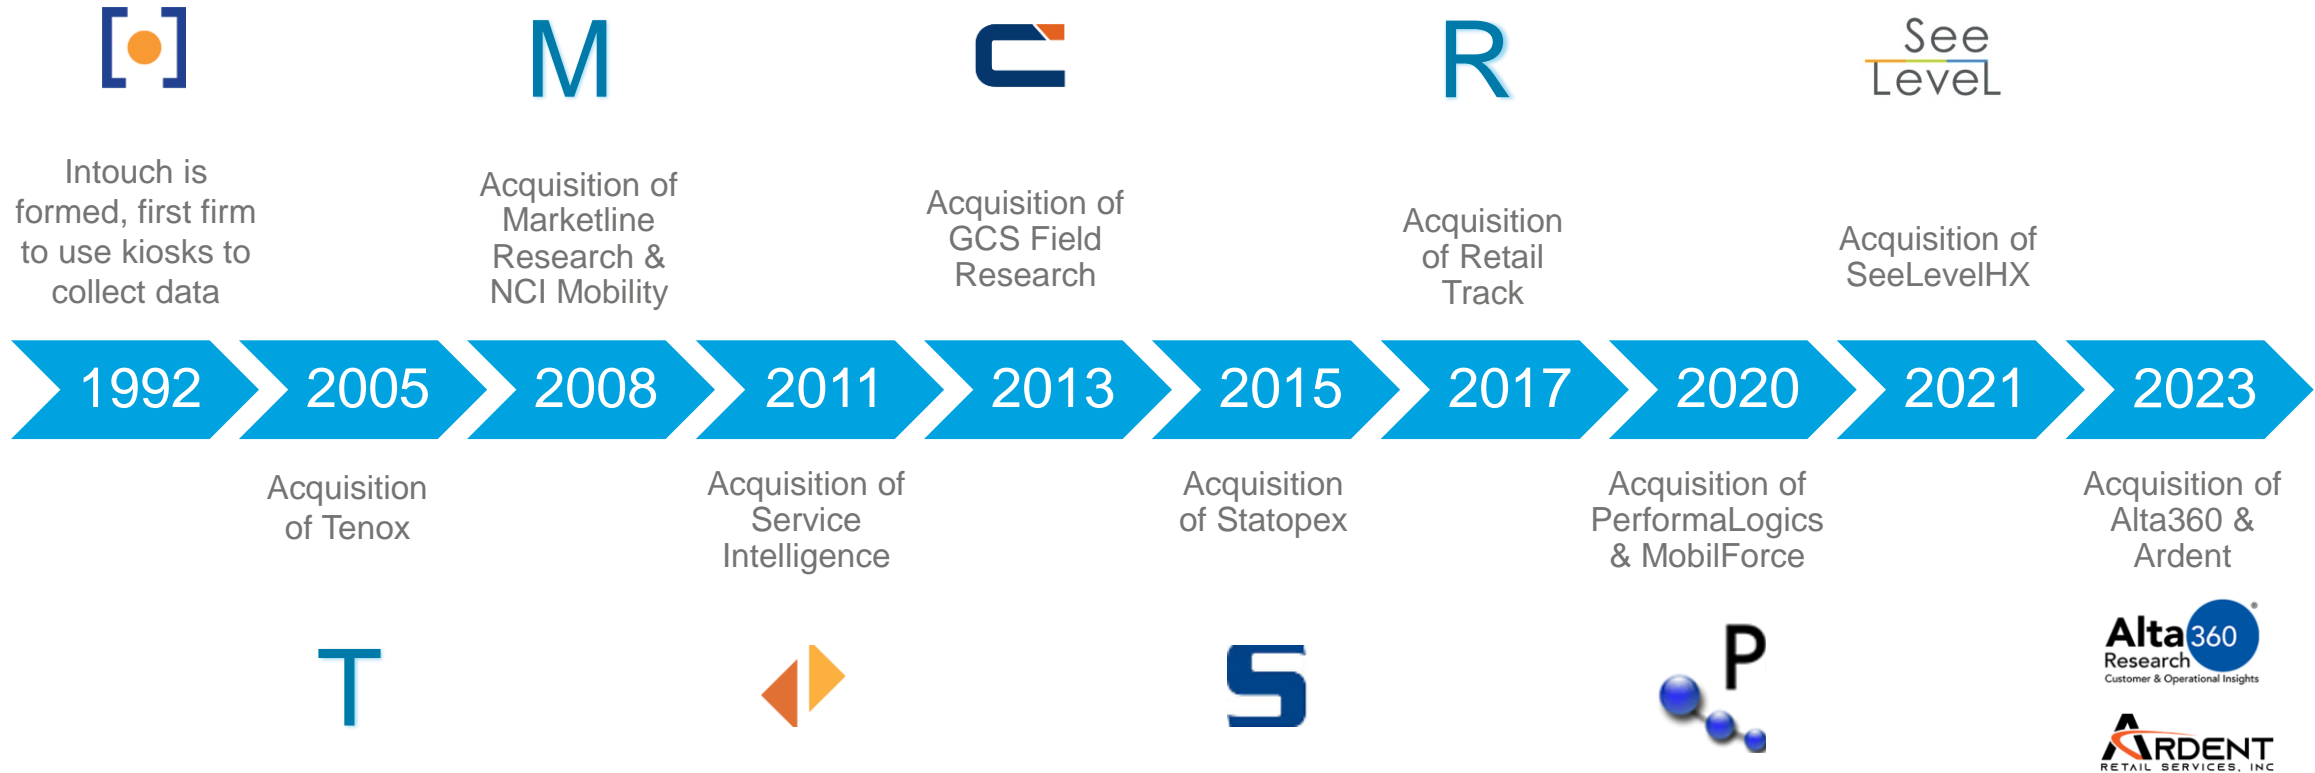 M
R
See
LeveL
Intouch is
formed, first firm
to use kiosks to
collect data
Acquisition of
Marketline
Research &
NCI Mobility
Acquisition of
GCS Field
Research
Acquisition
of Retail
Track
Acquisition of
SeeLevelHX
1992
2005
2008
2011
2013
2015
2017
2020
2021
2023
Acquisition
of Tenox
Acquisition of
Service
Intelligence
Acquisition
of Statopex
Acquisition of
PerformaLogics
& MobilForce
Acquisition of
Alta360 &
Ardent
T
S
P
Alta360®
Research
Customer & Operational Insights
ARDENT
RETAIL SERVICES, INC